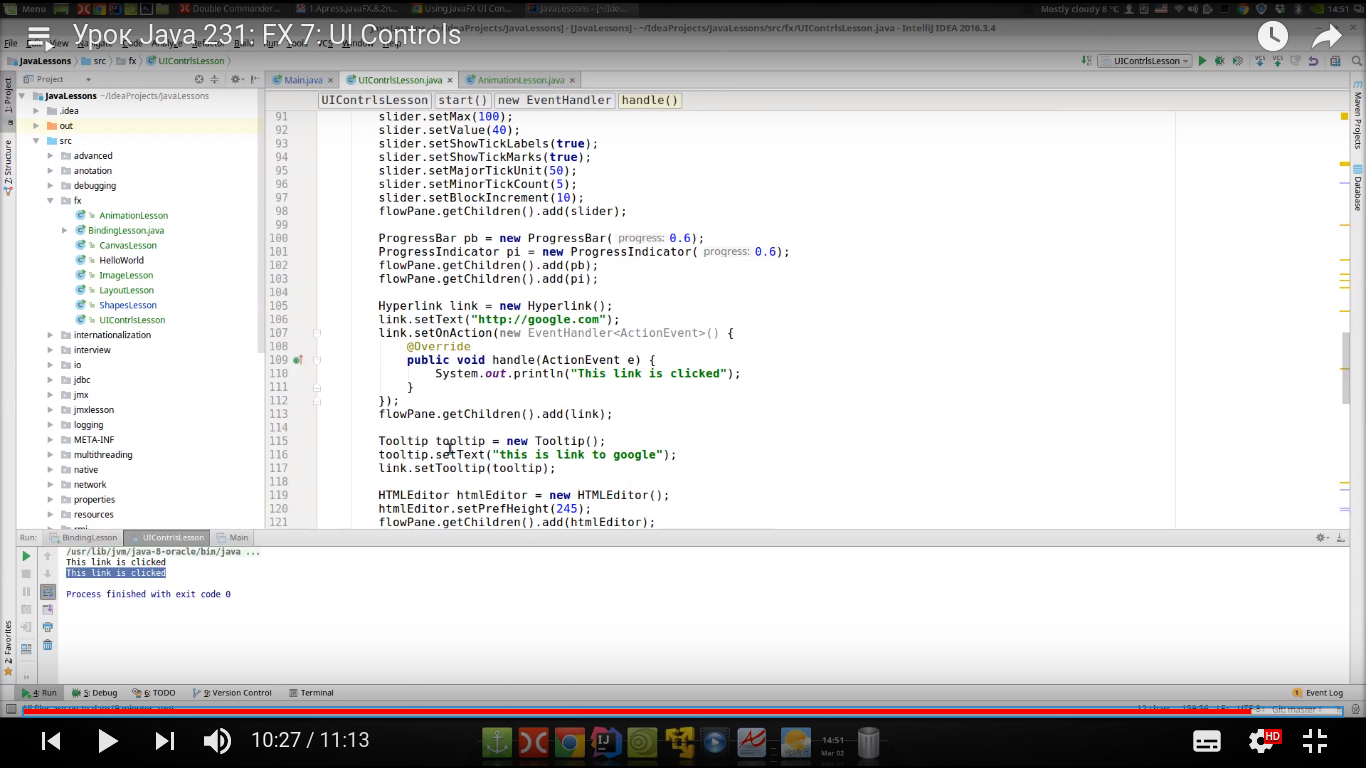 Menu
Double Commander...
1.Apress.JavaFX.8.2n...
Using JavaFX UI Con...
JavaLessons - [~/Ide...
Mostly cloudy 8 °C
14:51
Урок Java 231: FX 7: UI Controls
JavaLessons - [~/IdeaProjects/JavaLessons] - [JavaLessons] - ~/IdeaProjects/JavaLessons/src/fx/UIContrlsLesson.java - IntelliJ IDEA 2016.3.4
JavaLessons
src
fx
UIContrlsLesson.java
UIContrlsLesson
Project
Main.java
UIContrlsLesson.java
AnimationLesson.java
UIContrlsLesson
start()
new EventHandler
handle()
1: Project
Z: Structure
2: Favorites
Maven Projects
Database
JavaLessons ~/IdeaProjects/JavaLessons
.idea
out
src
advanced
anotation
debugging
fx
AnimationLesson
BindingLesson.java
CanvasLesson
HelloWorld
ImageLesson
LayoutLesson
ShapesLesson
UIContrlsLesson
internationalization
interview
io
jdbc
jmx
jmxlesson
logging
META-INF
multithreading
native
network
properties
resources
rmi
91 slider.setMax(100);
92 slider.setValue(40);
93 slider.setShowTickLabels(true);
94 slider.setShowTickMarks(true);
95 slider.setMajorTickUnit(50);
96 slider.setMinorTickCount(5);
97 slider.setBlockIncrement(10);
98 flowPane.getChildren().add(slider);
99
100 ProgressBar pb = new ProgressBar( progress: 0.6);
101 ProgressIndicator pi = new ProgressIndicator( progress: 0.6);
102 flowPane.getChildren().add(pb);
103 flowPane.getChildren().add(pi);
104
105 Hyperlink link = new Hyperlink();
106 link.setText("http://google.com");
107 link.setOnAction(new EventHandler<ActionEvent>() {
108 @Override
109 public void handle(ActionEvent e) {
110 System.out.println("This link is clicked");
111 }
112 });
113 flowPane.getChildren().add(link);
114
115 Tooltip tooltip = new Tooltip();
116 tooltip.setText("this is link to google");
117 link.setTooltip(tooltip);
118
119 HTMLEditor htmlEditor = new HTMLEditor();
120 htmlEditor.setPrefHeight(245);
121 flowPane.getChildren().add(htmlEditor);
Run:
BindingLesson
UIContrlsLesson
Main
/usr/lib/jvm/java-8-oracle/bin/java ...
This link is clicked
This link is clicked
Process finished with exit code 0
4: Run
5: Debug
6: TODO
9: Version Control
Terminal
1 Event Log
10:27 / 11:13
14:51
Mar 02
HD